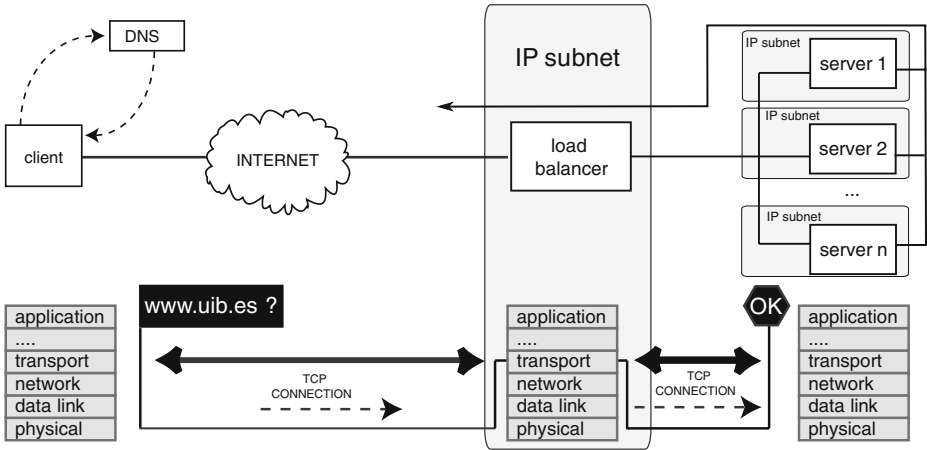 DNS
client
INTERNET
IP subnet
load
balancer
IP subnet
server 1
IP subnet
server 2
...
IP subnet
server n
www.uib.es ?
OK
application
....
transport
network
data link
physical
TCP
CONNECTION
application
....
transport
network
data link
physical
TCP
CONNECTION
application
....
transport
network
data link
physical